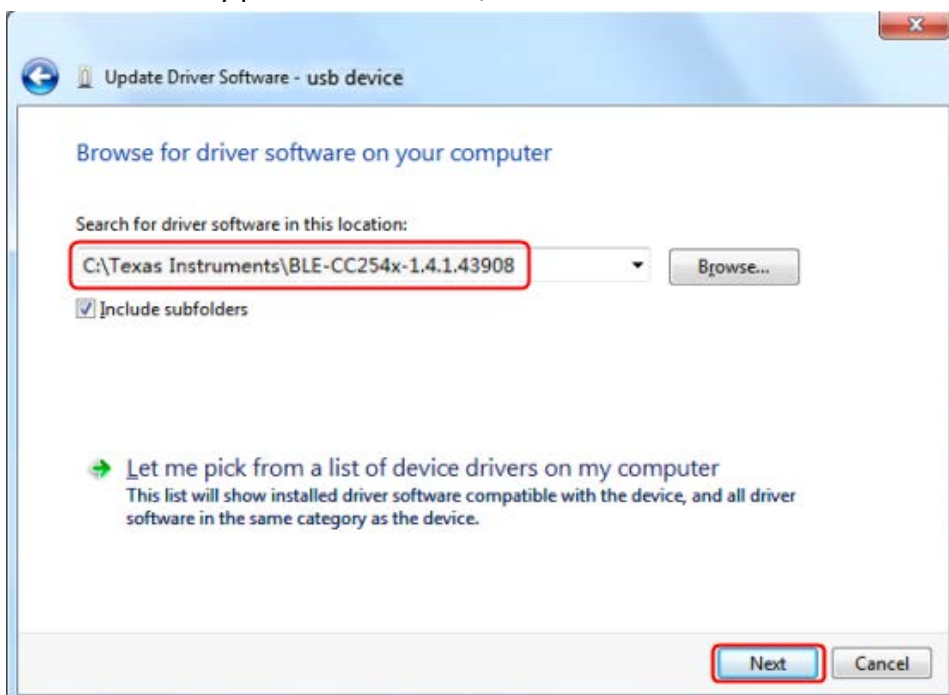 Update Driver Software - usb device
Browse for driver software on your computer
Search for driver software in this location:
C:\Texas Instruments\BLE-CC254x-1.4.1.43908
Browse...
Include subfolders
Let me pick from a list of device drivers on my computer
This list will show installed driver software compatible with the device, and all driver
software in the same category as the device.
Next
Cancel